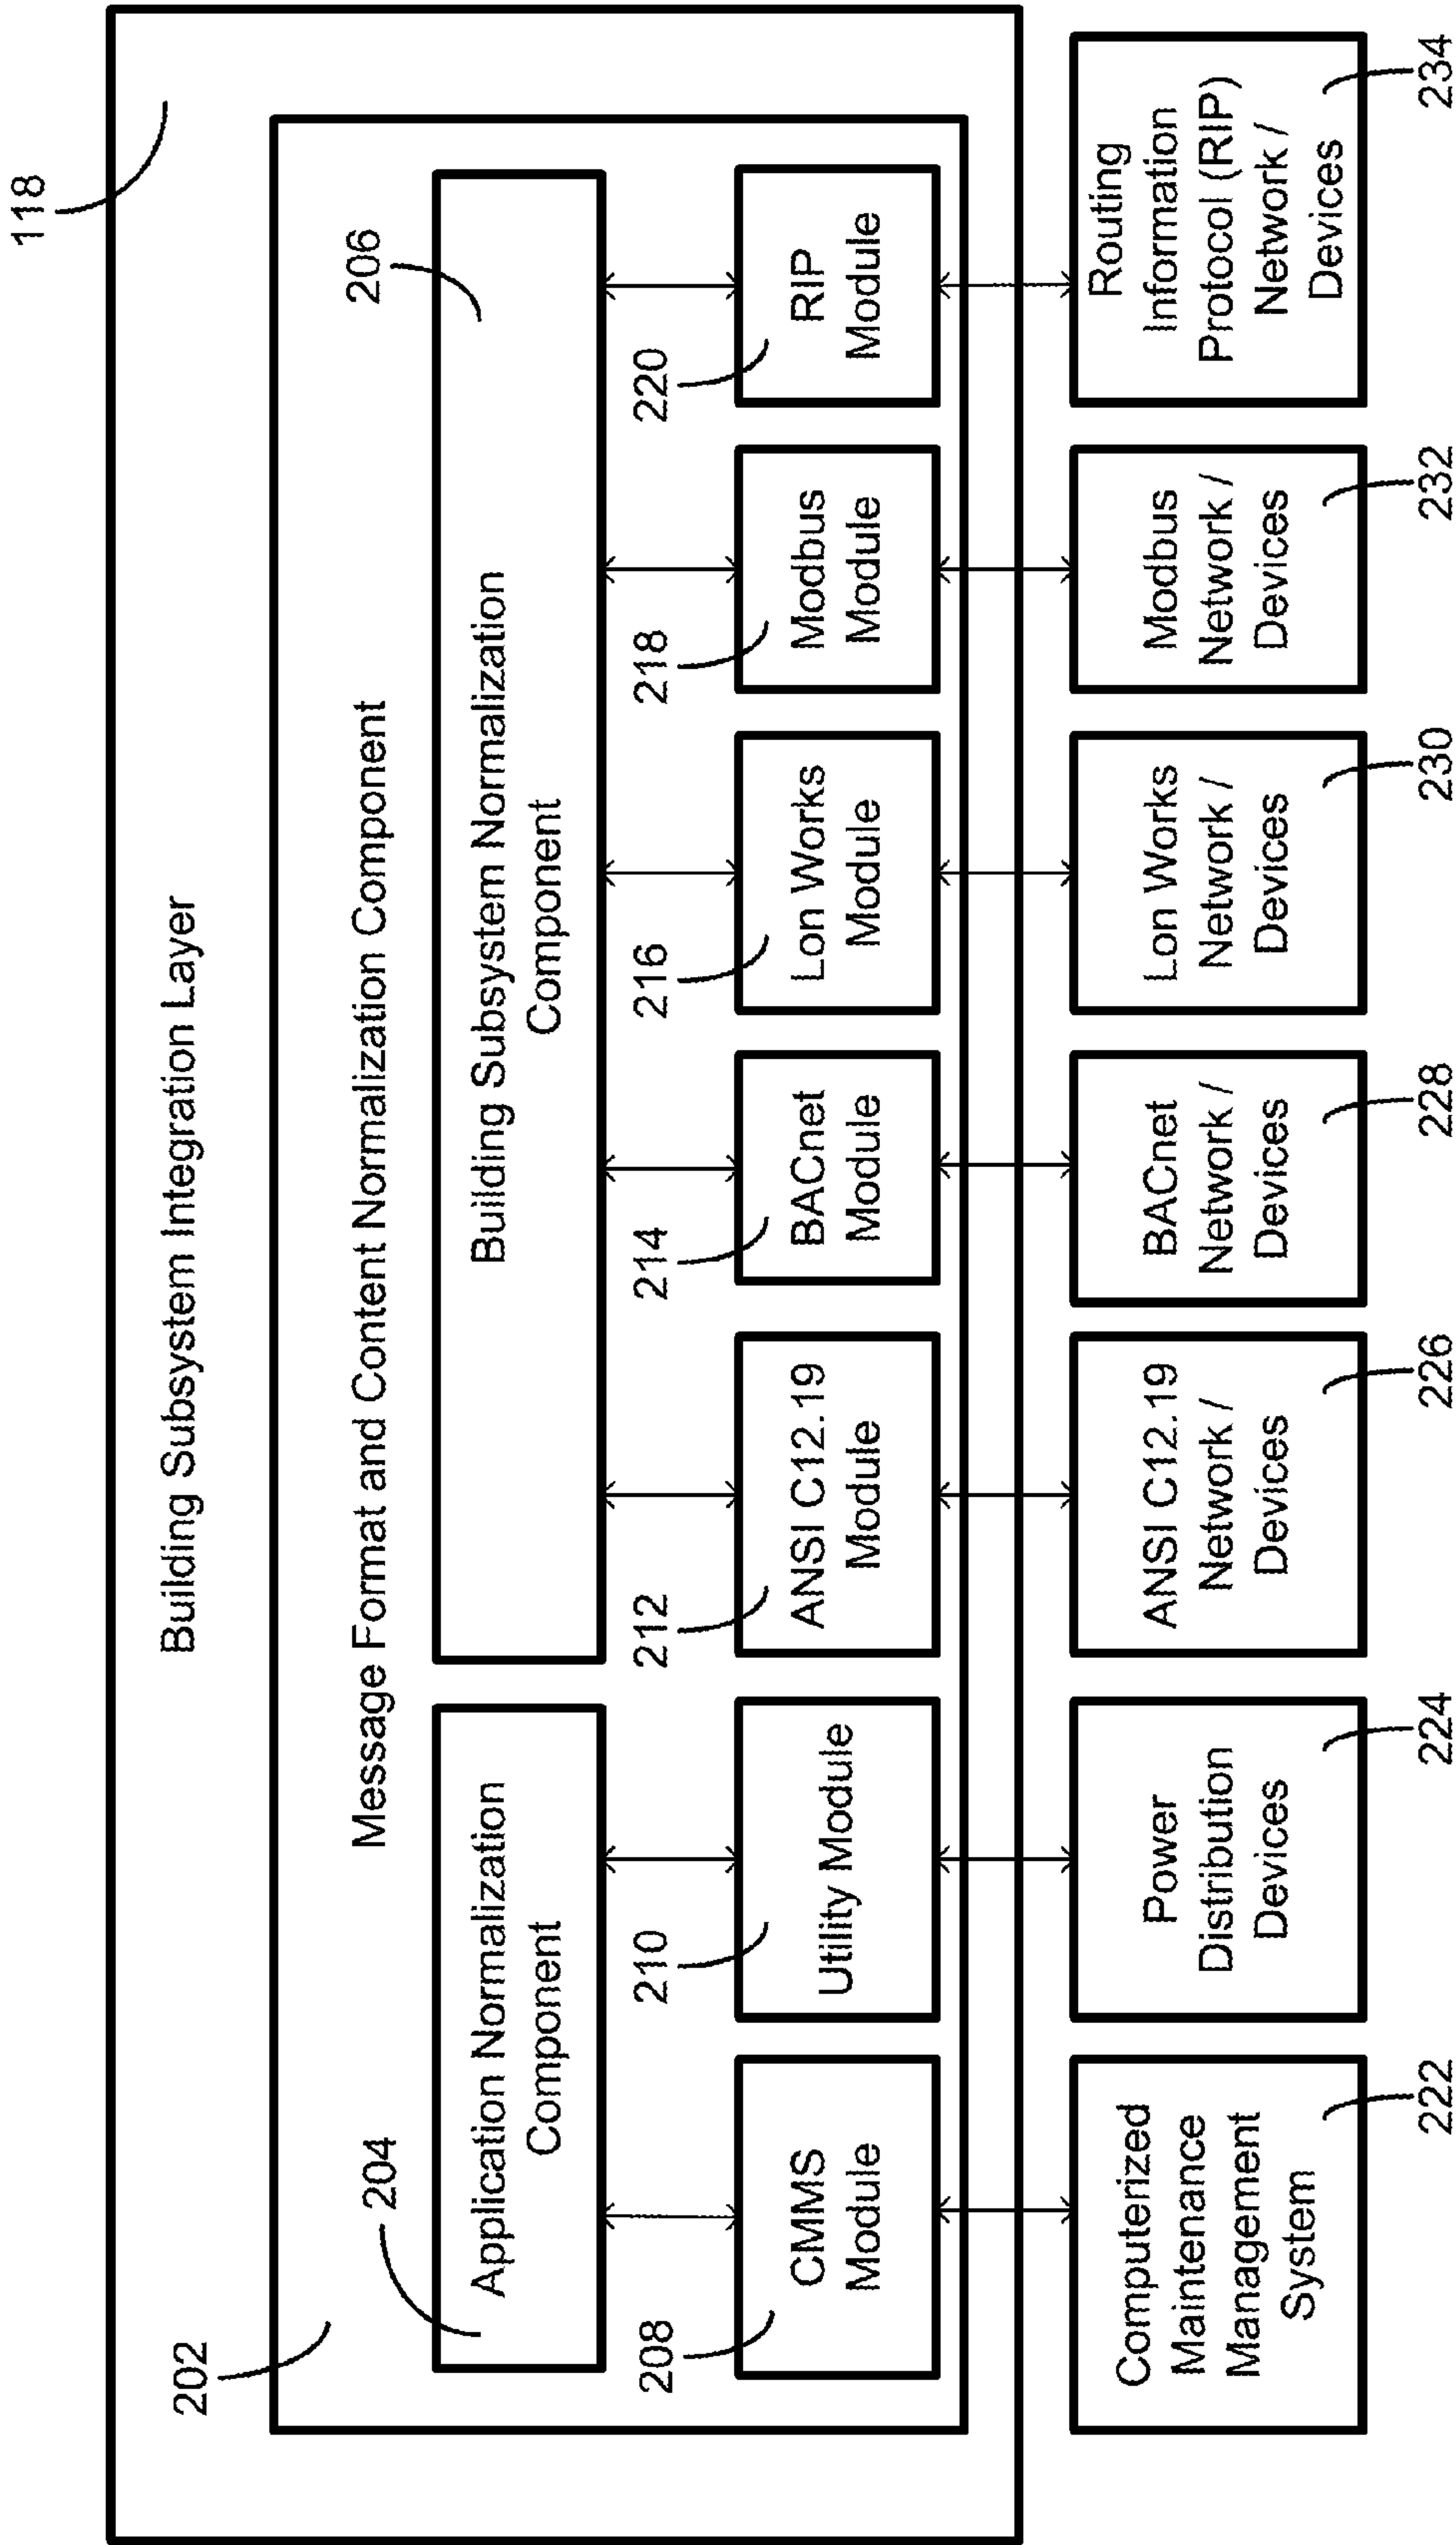 118
Building Subsystem Integration Layer
202
Message Format and Content Normalization Component
204
Application Normalization
Component
206
Building Subsystem Normalization
Component
208
CMMS
Module
210
Utility Module
212
ANSI C12.19
Module
214
BACnet
Module
216
Lon Works
Module
218
Modbus
Module
220
RIP
Module
Computerized
Maintenance
Management
System
222
Power
Distribution
Devices
224
ANSI C12.19
Network /
Devices
226
BACnet
Network /
Devices
228
Lon Works
Network /
Devices
230
Modbus
Network /
Devices
232
Routing
Information
Protocol (RIP)
Network /
Devices
234